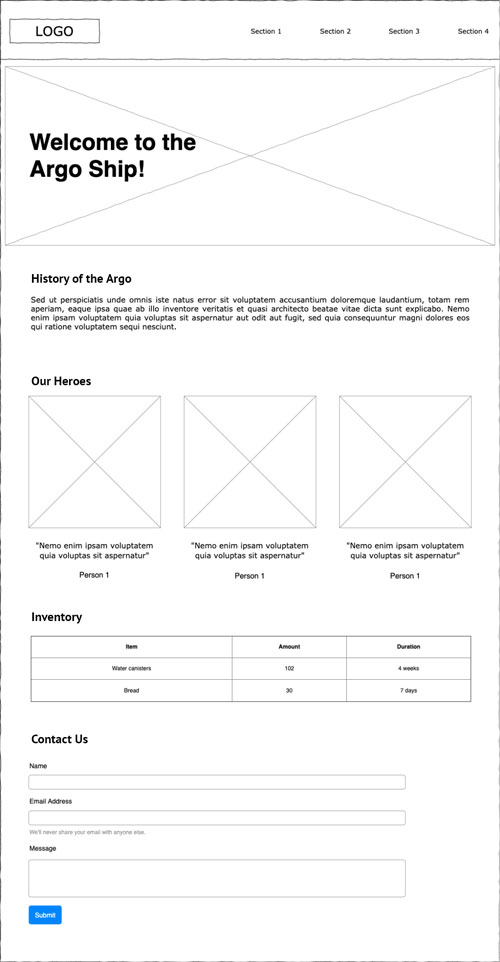 LOGO
Section 1
Section 2
Section 3
Section 4
Welcome to the
Argo Ship!
History of the Argo
Sed ut perspiciatis unde omnis iste natus error sit voluptatem accusantium doloremque laudantium, totam rem
aperiam, eaque ipsa quae ab illo inventore veritatis et quasi architecto beatae vitae dicta sunt explicabo. Nemo
enim ipsam voluptatem quia voluptas sit aspernatur aut odit aut fugit, sed quia consequuntur magni dolores eos
qui ratione voluptatem sequi nesciunt.
Our Heroes
"Nemo enim ipsam voluptatem
quia voluptas sit aspernatur"
Person 1
"Nemo enim ipsam voluptatem
quia voluptas sit aspernatur"
Person 1
"Nemo enim ipsam voluptatem
quia voluptas sit aspernatur"
Person 1
Inventory
Item Amount Duration
Water canisters 102 4 weeks
Bread 30 7 days
Contact Us
Name
Email Address
We'll never share your email with anyone else.
Message
Submit